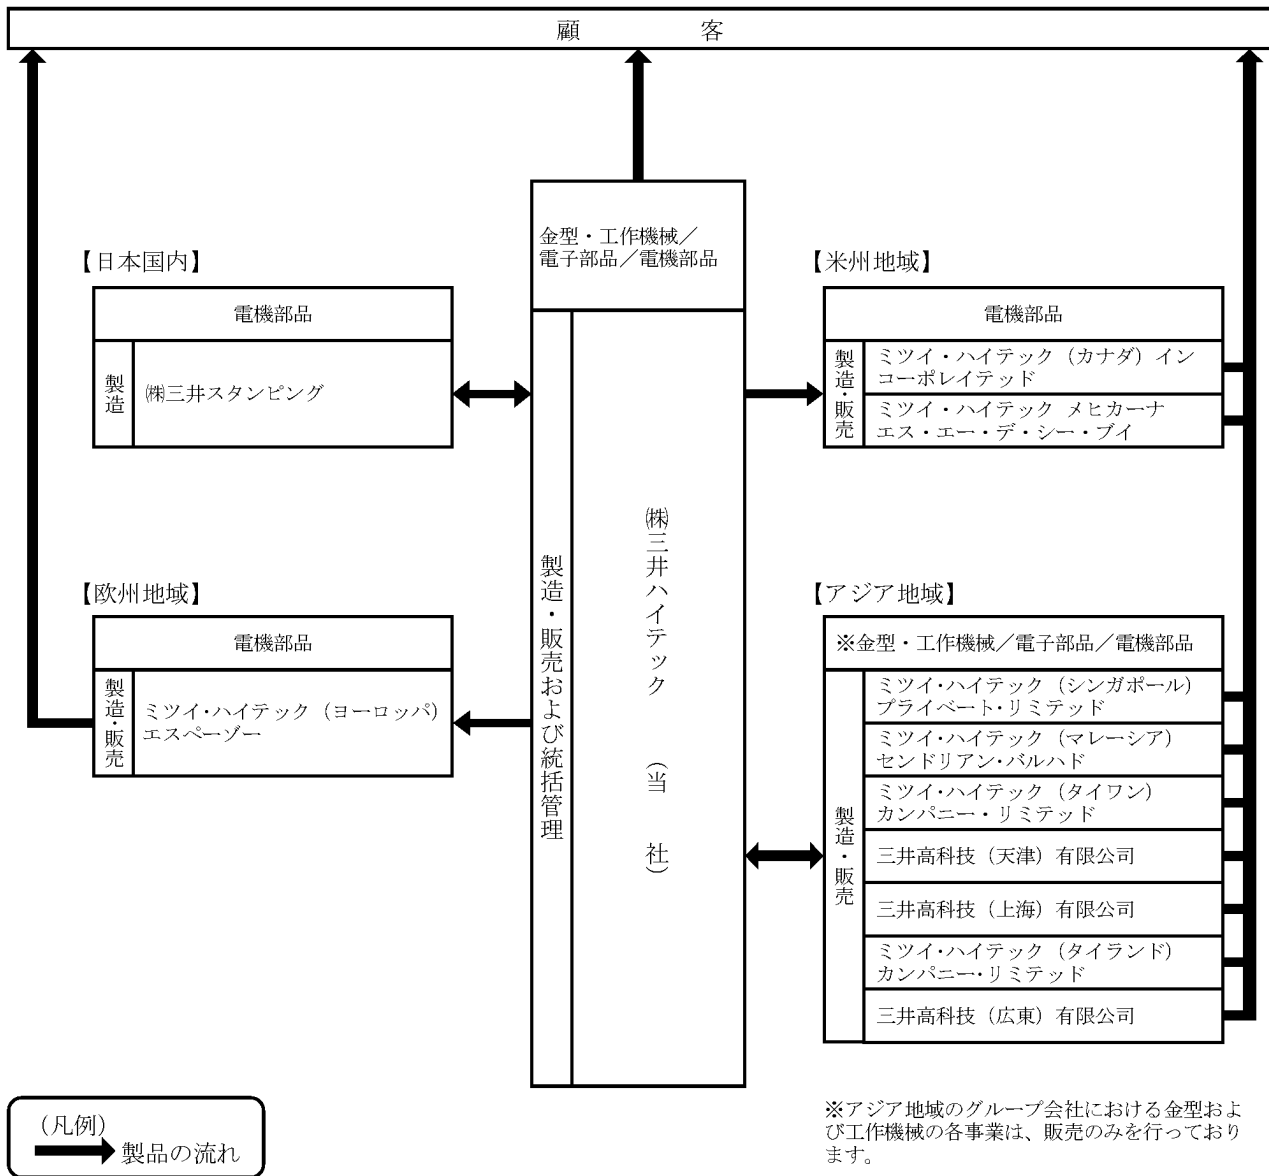 顧　客
金型・工作機械／
電子部品／電機部品
製造・販売および統括管理
㈱三井ハイテック（当社）
【日本国内】
電機部品
製造
㈱三井スタンピング
【欧州地域】
電機部品
製造・販売
ミツイ・ハイテック（ヨーロッパ）
エスペーゾー
【米州地域】
電機部品
製造・販売
ミツイ・ハイテック（カナダ）イン
コーポレイテッド
ミツイ・ハイテック メヒカーナ
エス・エー・デ・シー・ブイ
【アジア地域】
※金型・工作機械／電子部品／電機部品
製造・販売
ミツイ・ハイテック（シンガポール）
プライベート・リミテッド
ミツイ・ハイテック（マレーシア）
センドリアン・バルハド
ミツイ・ハイテック（タイワン）
カンパニー・リミテッド
三井高科技（天津）有限公司
三井高科技（上海）有限公司
ミツイ・ハイテック（タイランド）
カンパニー・リミテッド
三井高科技（広東）有限公司
（凡例）
製品の流れ
※アジア地域のグループ会社における金型およ
び工作機械の各事業は、販売のみを行っており
ます。